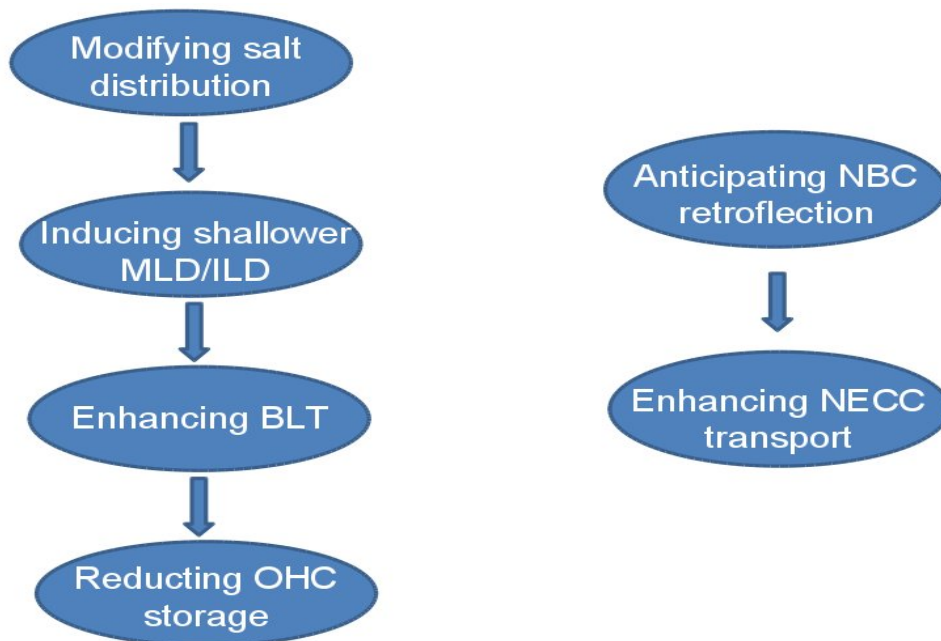 Modifying salt
distribution
Inducing shallower
MLD/ILD
Enhancing BLT
Reducting OHC
storage
Anticipating NBC
retroflection
Enhancing NECC
transport